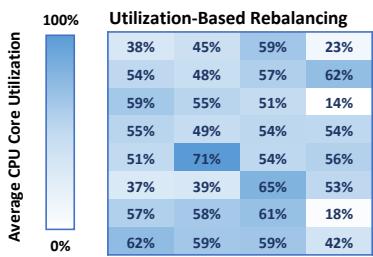 100%
Utilization-Based Rebalancing
Average CPU Core Utilization
38% 45% 59% 23%
54% 48% 57% 62%
59% 55% 51% 14%
55% 49% 54% 54%
51% 71% 54% 56%
37% 39% 65% 53%
57% 58% 61% 18%
62% 59% 59% 42%
0%